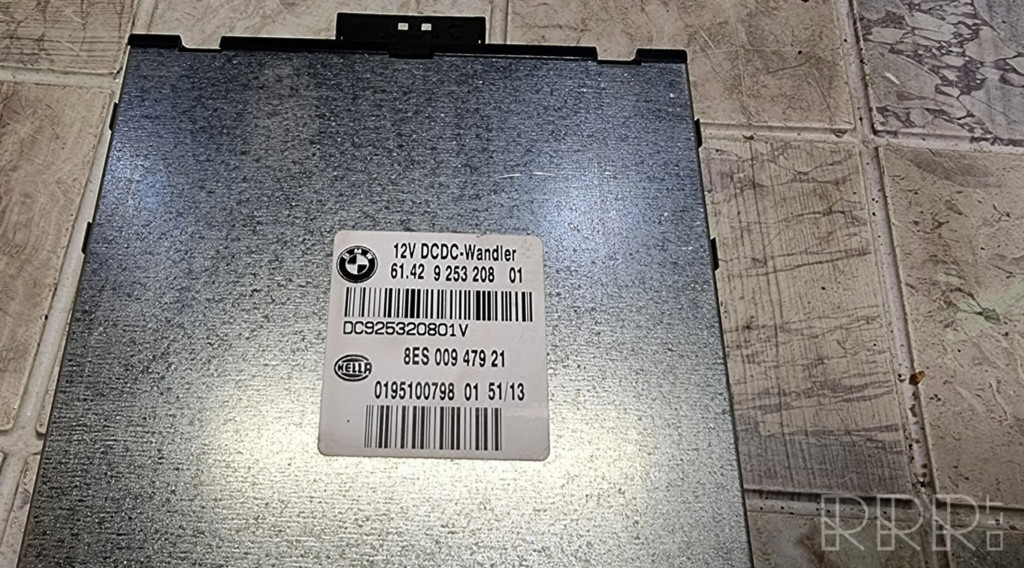 BMW
12V DCDC-Wandler
61.42 9 253 208 01
DC925320801V
8ES 009 479 21
HELLA
0195100798 01 51/13
RRR